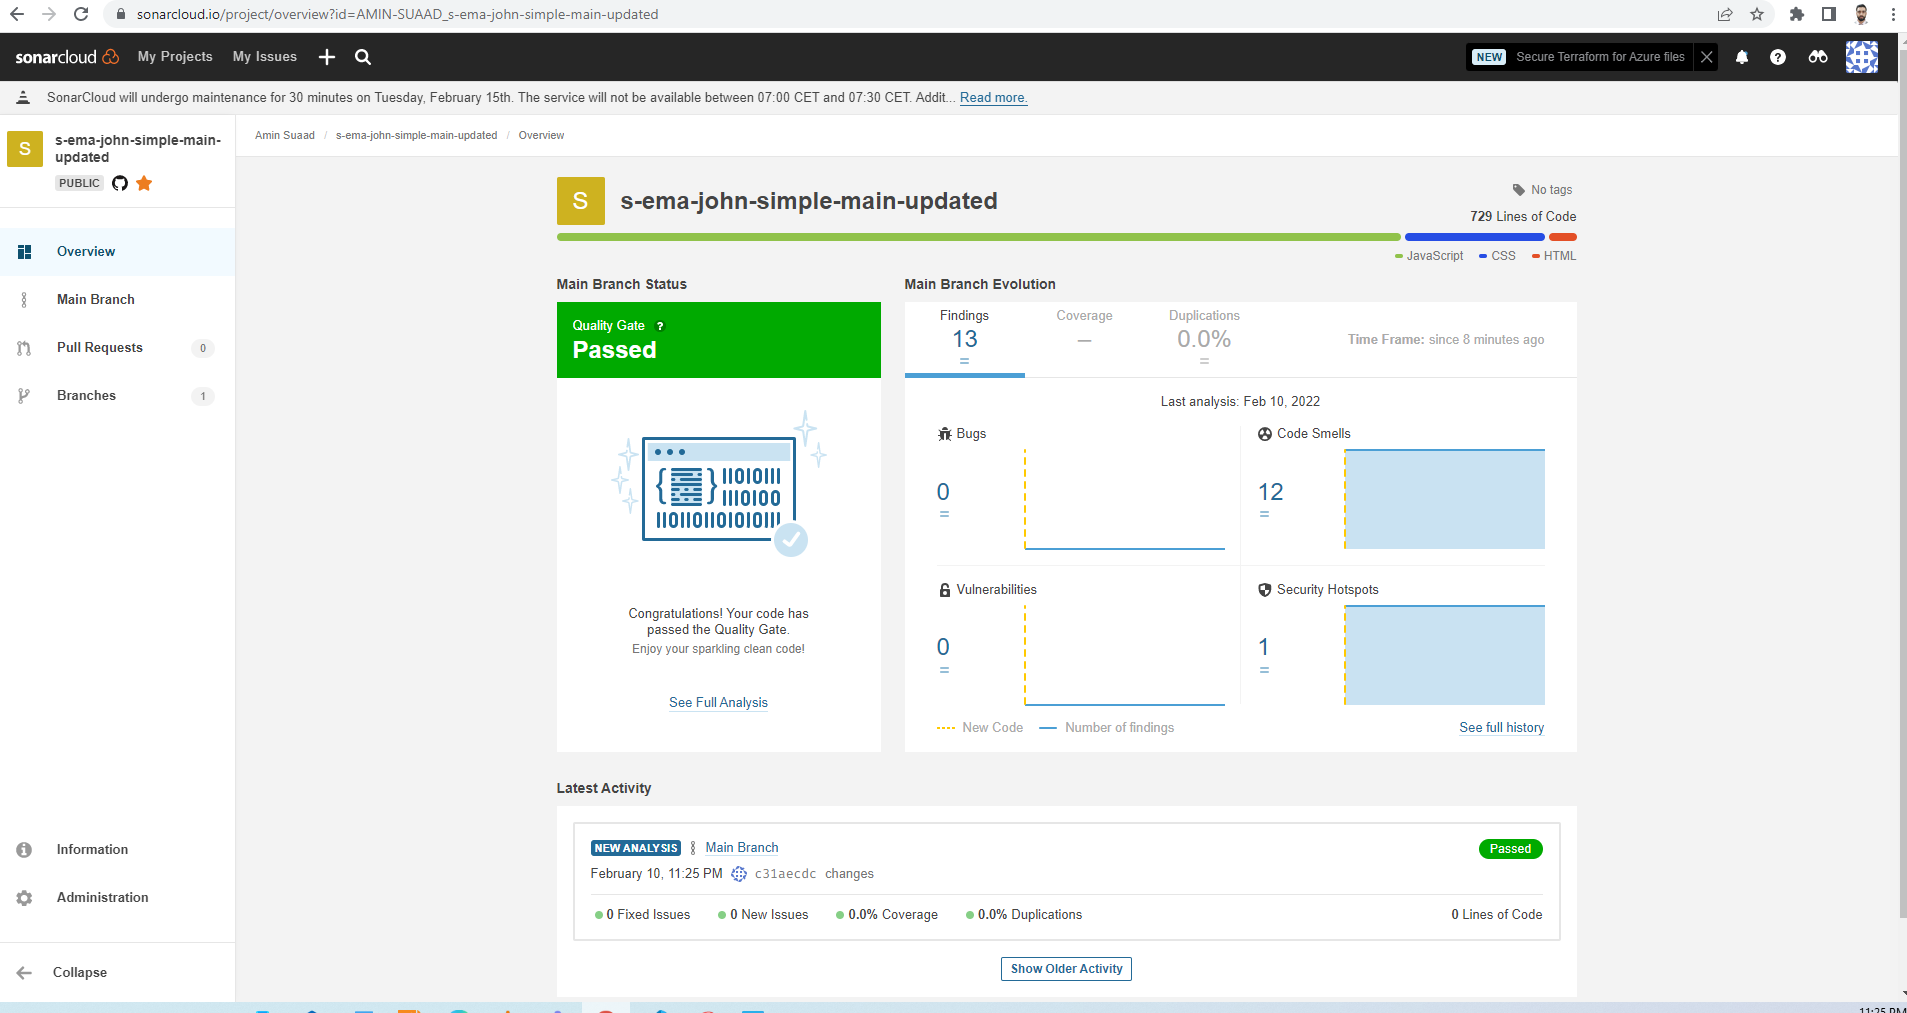 sonarcloud.io/project/overview?id=AMIN-SUAAD_s-ema-john-simple-main-updated
sonarcloud My Projects My Issues
NEW Secure Terraform for Azure files
SonarCloud will undergo maintenance for 30 minutes on Tuesday, February 15th. The service will not be available between 07:00 CET and 07:30 CET. Addit... Read more.
S
s-ema-john-simple-main-
updated
PUBLIC
Overview
Main Branch
Pull Requests 0
Branches 1
Information
Administration
Collapse
Amin Suaad / s-ema-john-simple-main-updated / Overview
S s-ema-john-simple-main-updated
No tags
729 Lines of Code
JavaScript CSS HTML
Main Branch Status
Quality Gate ?
Passed
{ } 11010111
1110100
110110110101011
Congratulations! Your code has
passed the Quality Gate.
Enjoy your sparkling clean code!
See Full Analysis
Main Branch Evolution
Findings Coverage Duplications
13 – 0.0%
= =
Time Frame: since 8 minutes ago
Last analysis: Feb 10, 2022
Bugs
0
=
Code Smells
12
=
Vulnerabilities
0
=
Security Hotspots
1
=
New Code Number of findings
See full history
Latest Activity
NEW ANALYSIS Main Branch
Passed
February 10, 11:25 PM c31aecdc changes
0 Fixed Issues 0 New Issues 0.0% Coverage 0.0% Duplications 0 Lines of Code
Show Older Activity
11:25 PM